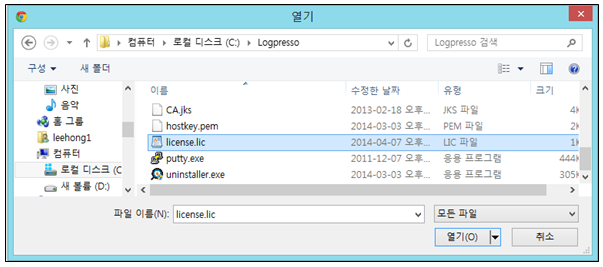 열기
컴퓨터 ▸ 로컬 디스크 (C:) ▸ Logpresso
Logpresso 검색
구성 새 폴더
이름 수정한 날짜 유형 크기
사진
음악
홈 그룹
leehong1
컴퓨터
로컬 디스크 (C
새 볼륨 (D:)
CA.jks 2013-02-18 오후... JKS 파일 4K
hostkey.pem 2014-03-03 오후... PEM 파일 2K
license.lic 2014-04-07 오후... LIC 파일 1K
putty.exe 2011-12-07 오후... 응용 프로그램 444K
uninstaller.exe 2014-03-03 오후... 응용 프로그램 305K
파일 이름(N): license.lic 모든 파일
열기(O) 취소